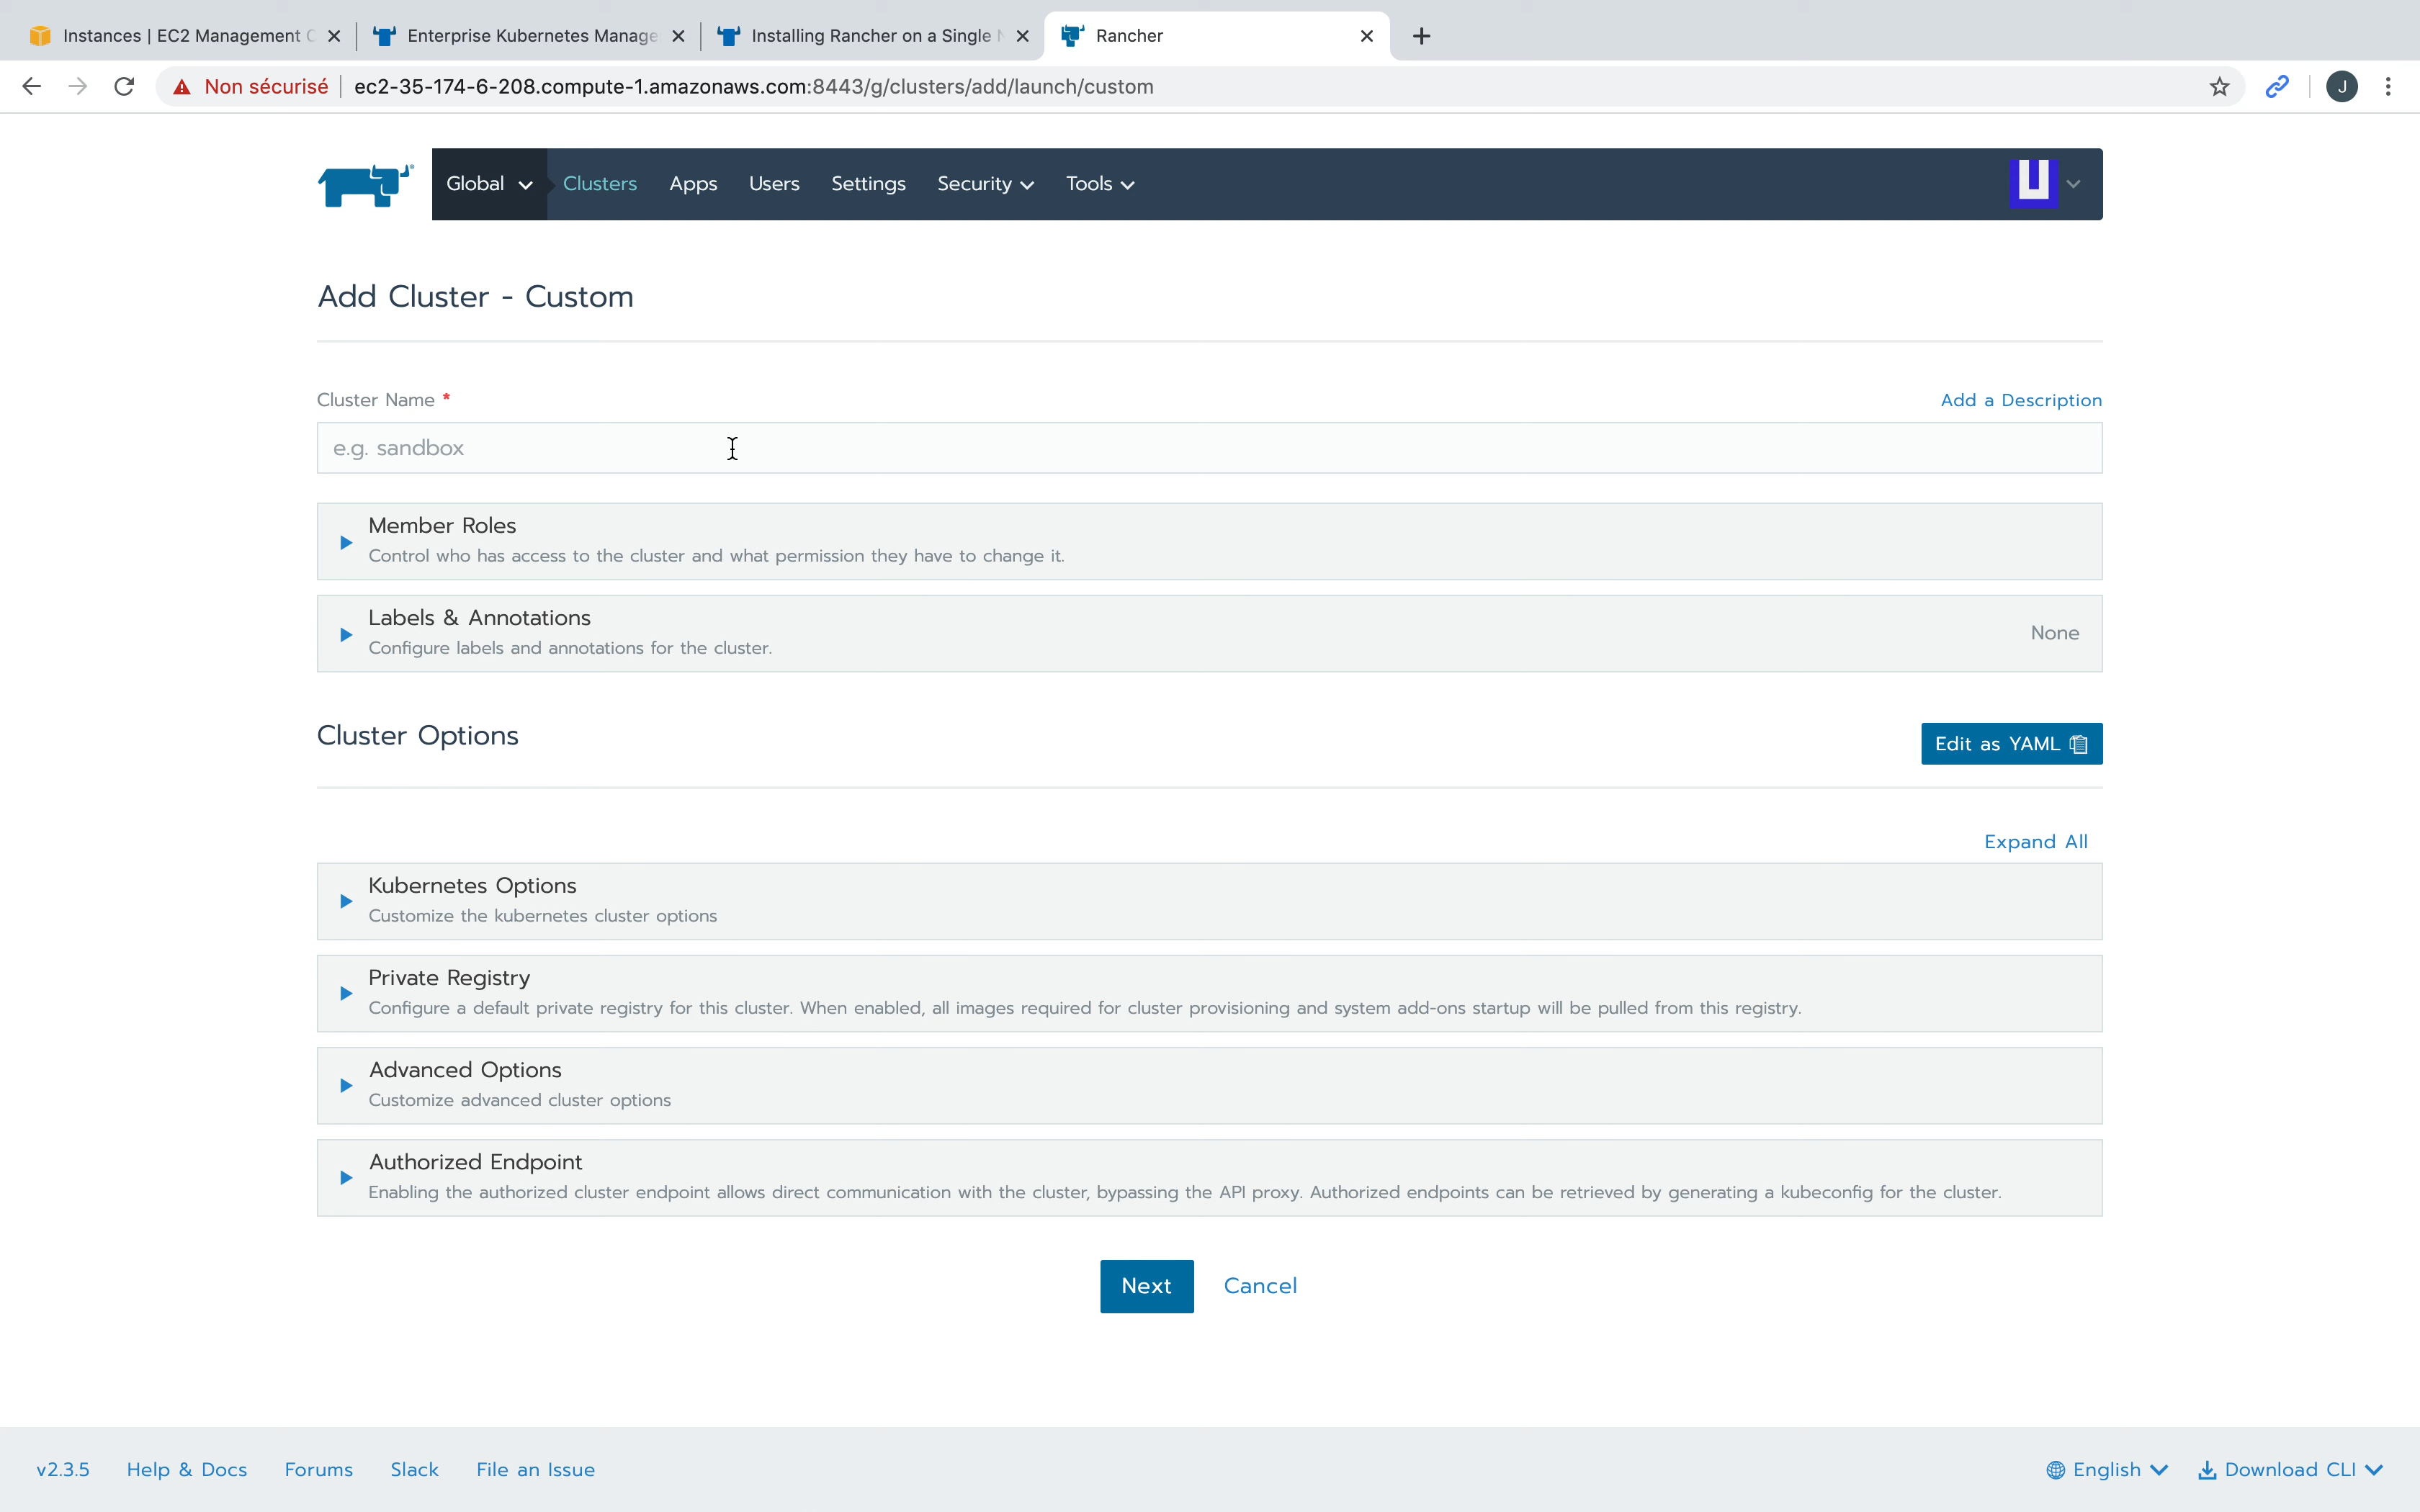 Instances | EC2 Management C
Enterprise Kubernetes Manage
Installing Rancher on a Single N
Rancher
Non sécurisé
ec2-35-174-6-208.compute-1.amazonaws.com:8443/g/clusters/add/launch/custom
J
Global
Clusters
Apps
Users
Settings
Security
Tools
Add Cluster - Custom
Cluster Name *
Add a Description
e.g. sandbox
Member Roles
Control who has access to the cluster and what permission they have to change it.
Labels & Annotations
Configure labels and annotations for the cluster.
None
Cluster Options
Edit as YAML
Expand All
Kubernetes Options
Customize the kubernetes cluster options
Private Registry
Configure a default private registry for this cluster. When enabled, all images required for cluster provisioning and system add-ons startup will be pulled from this registry.
Advanced Options
Customize advanced cluster options
Authorized Endpoint
Enabling the authorized cluster endpoint allows direct communication with the cluster, bypassing the API proxy. Authorized endpoints can be retrieved by generating a kubeconfig for the cluster.
Next
Cancel
v2.3.5
Help & Docs
Forums
Slack
File an Issue
English
Download CLI